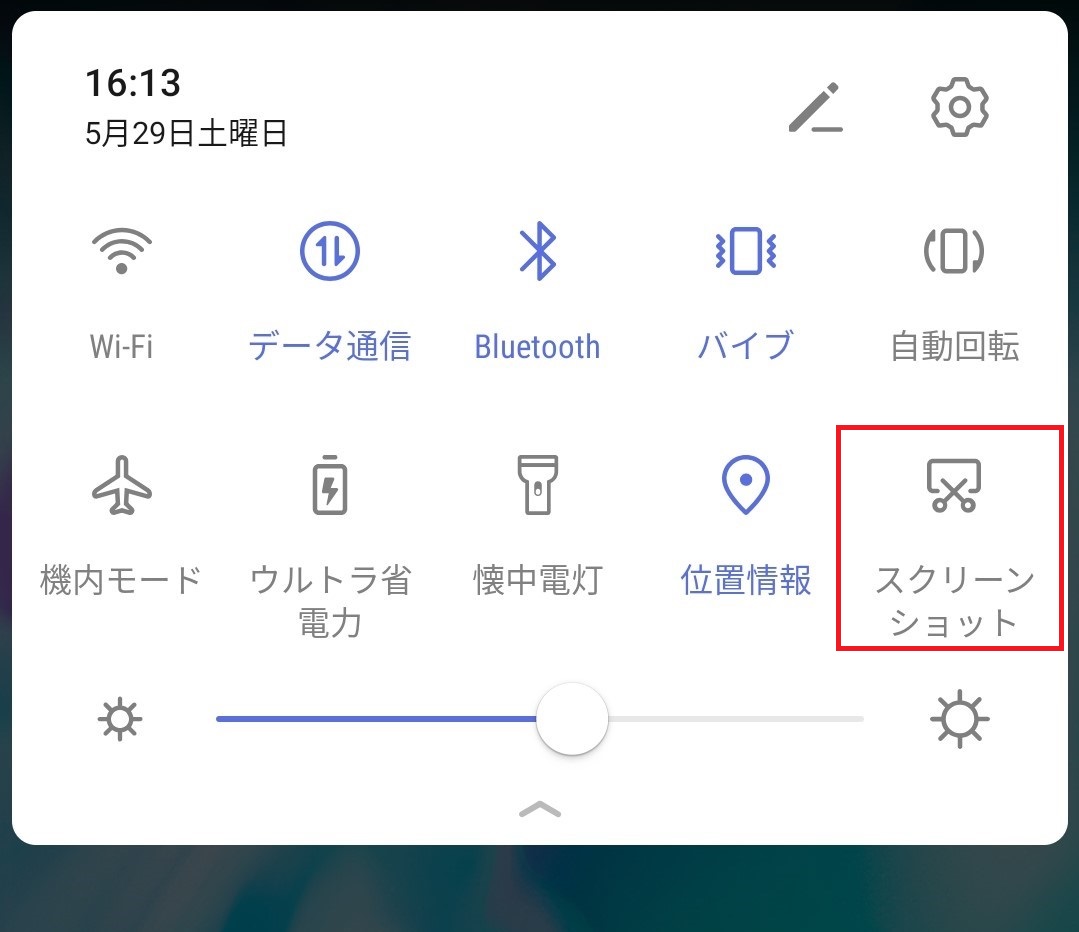 16:13
5月29日土曜日
Wi-Fi
データ通信
Bluetooth
バイブ
自動回転
機内モード
ウルトラ省
電力
懐中電灯
位置情報
スクリーン
ショット